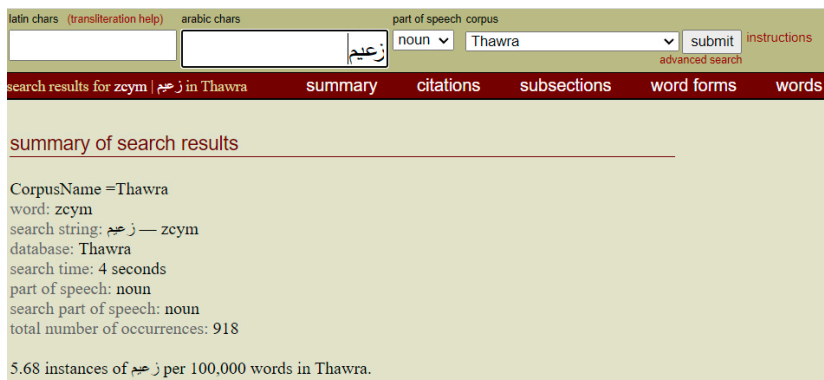 latin chars (transliteration help) arabic chars part of speech corpus
زعيم noun Thawra submit instructions
advanced search
search results for zcym | زعيم in Thawra summary citations subsections word forms words
summary of search results
CorpusName =Thawra
word: zcym
search string: زعيم — zcym
database: Thawra
search time: 4 seconds
part of speech: noun
search part of speech: noun
total number of occurrences: 918
5.68 instances of زعيم per 100,000 words in Thawra.